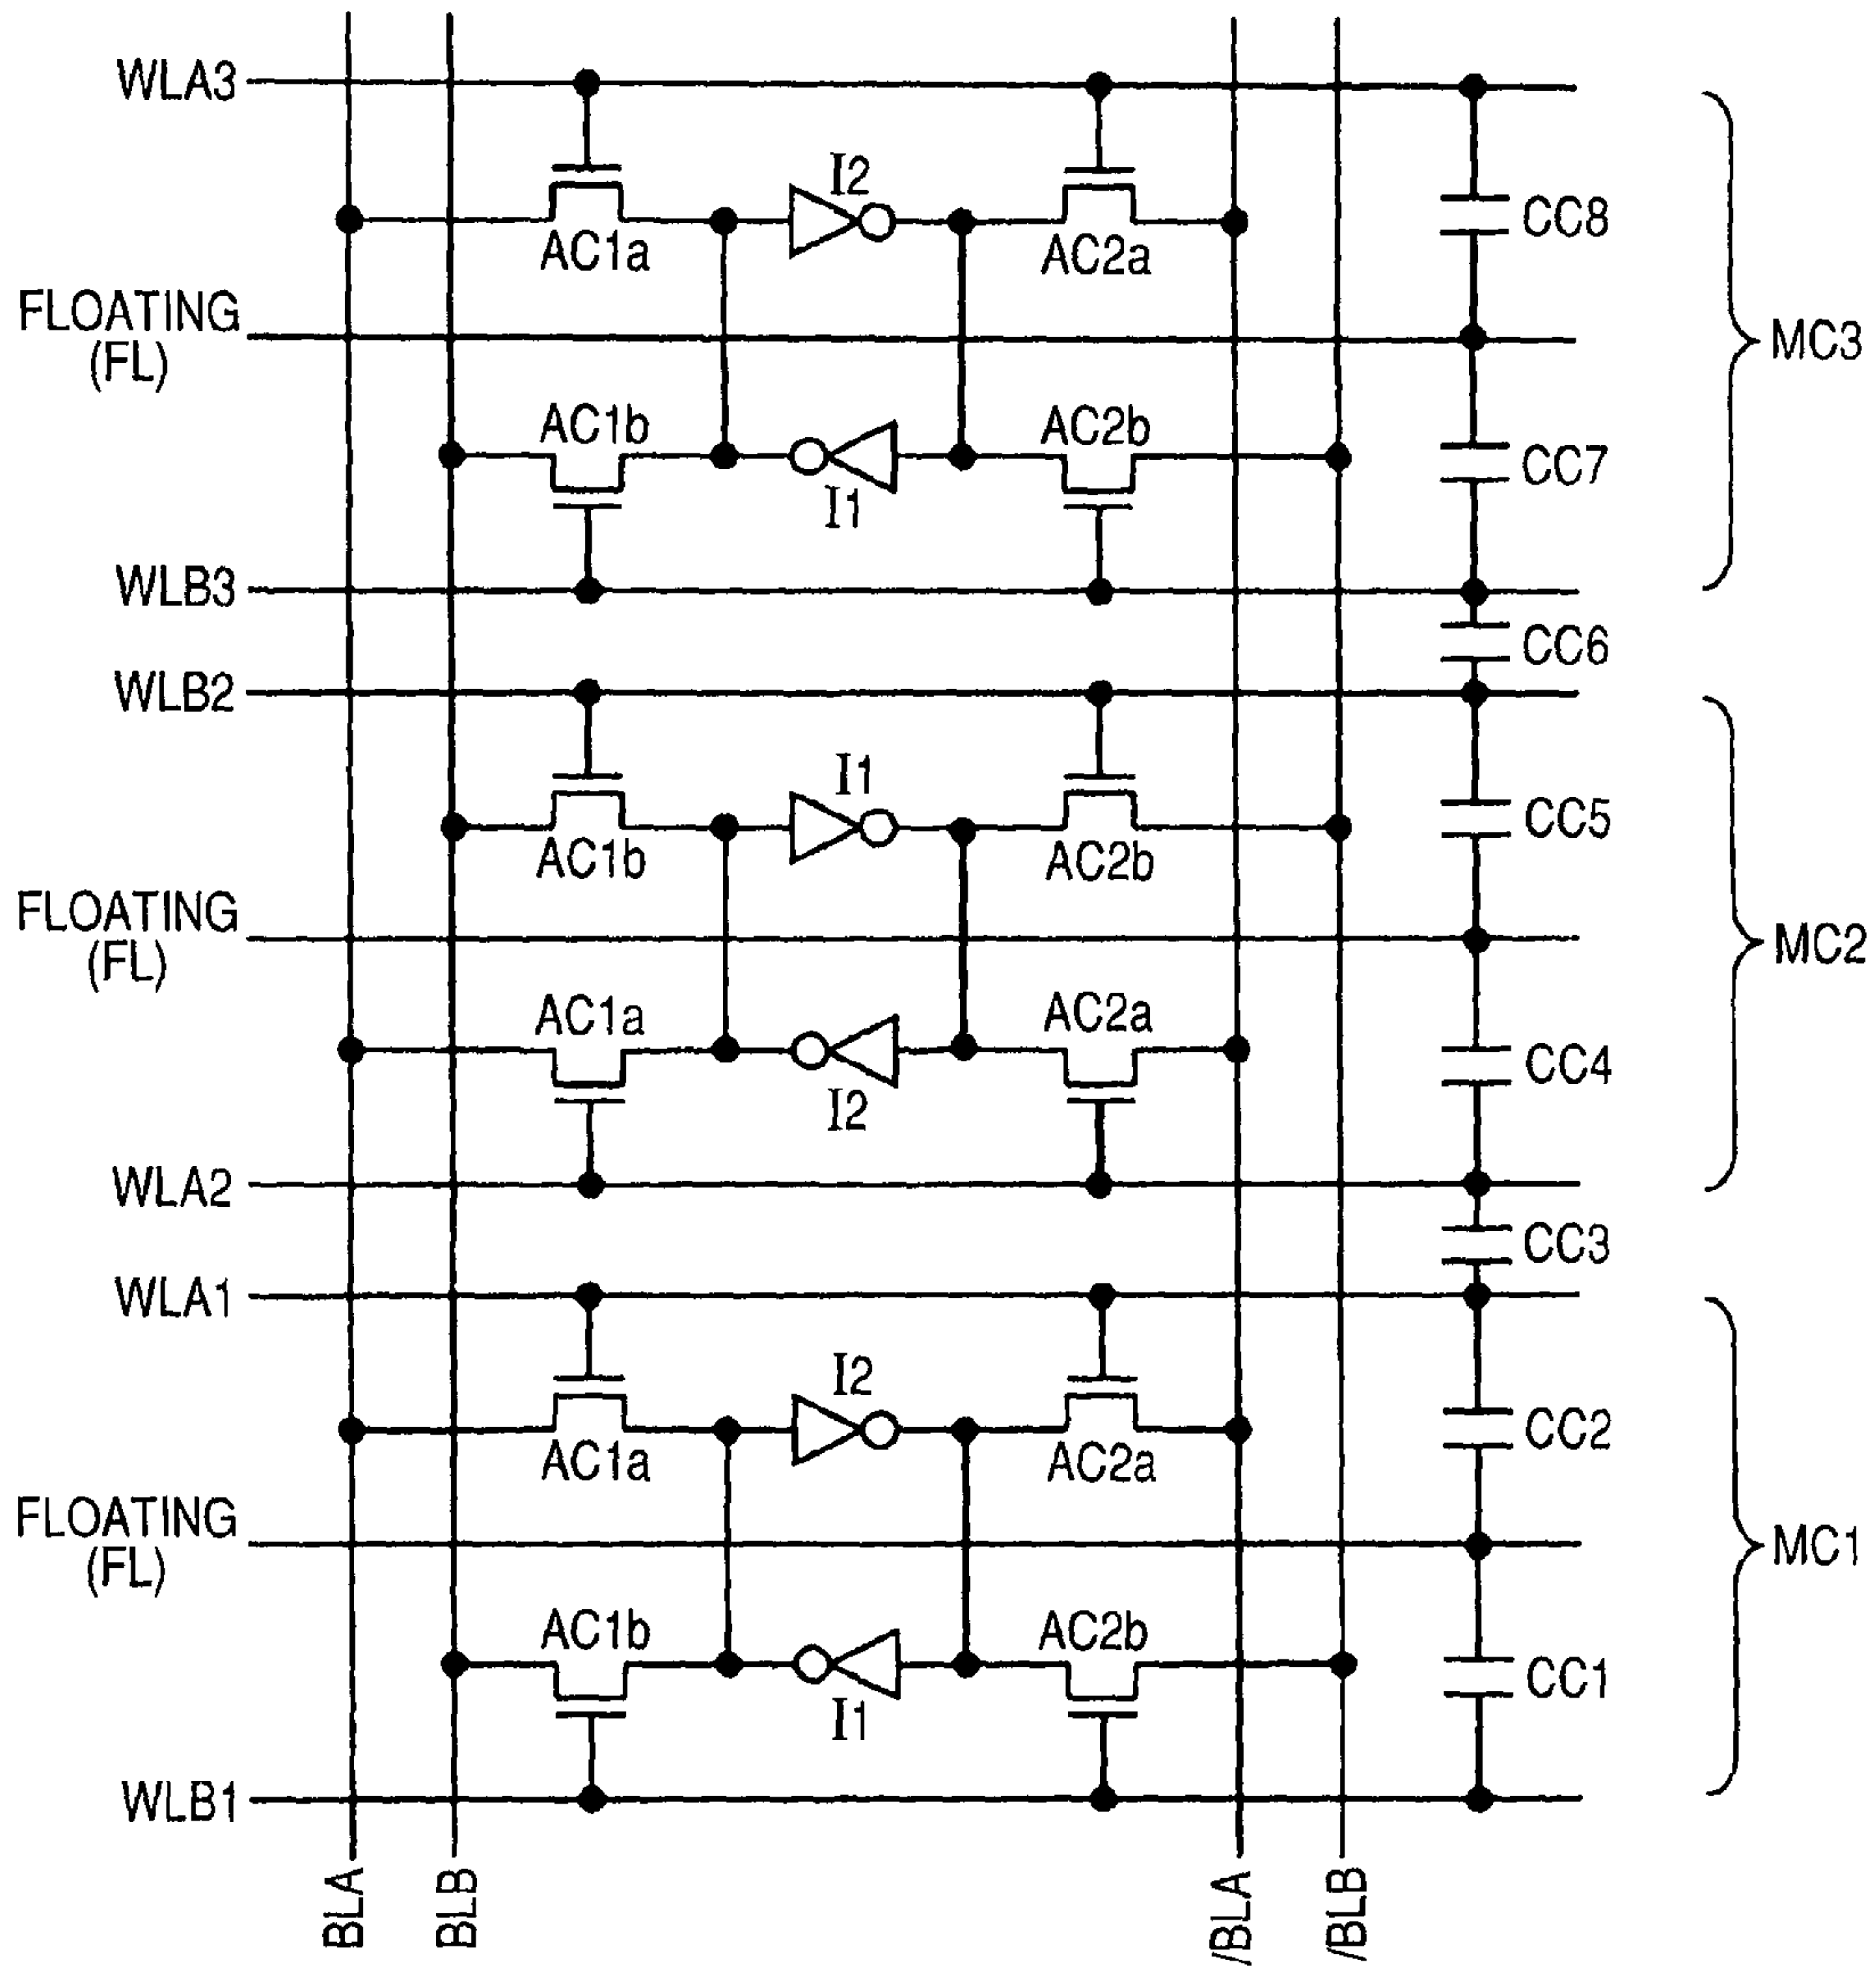 WLA3
I2
CC8
AC1a
AC2a
FLOATING
(FL)
MC3
AC1b
AC2b
CC7
I1
WLB3
CC6
WLB2
I1
CC5
AC1b
AC2b
FLOATING
(FL)
MC2
AC1a
AC2a
CC4
I2
WLA2
CC3
WLA1
I2
CC2
AC1a
AC2a
FLOATING
(FL)
MC1
AC1b
AC2b
CC1
I1
WLB1
BLA
BLB
/BLA
/BLB